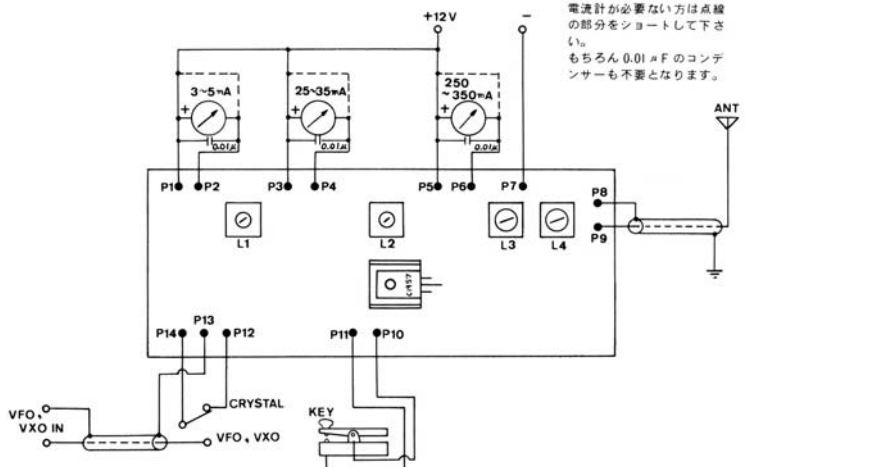 電流計が必要ない方は点線
の部分をショートして下さ
い。
もちろん 0.01 μF のコンデ
ンサーも不要となります。
+12V
−
3~5mA
25~35mA
250
~350mA
+
+
+
0.01μ
0.01μ
0.01μ
ANT
P1
P2
P3
P4
P5
P6
P7
P8
P9
L1
L2
L3
L4
C1957
P14
P13
P12
P11
P10
CRYSTAL
KEY
VFO、
VXO IN
VFO、VXO